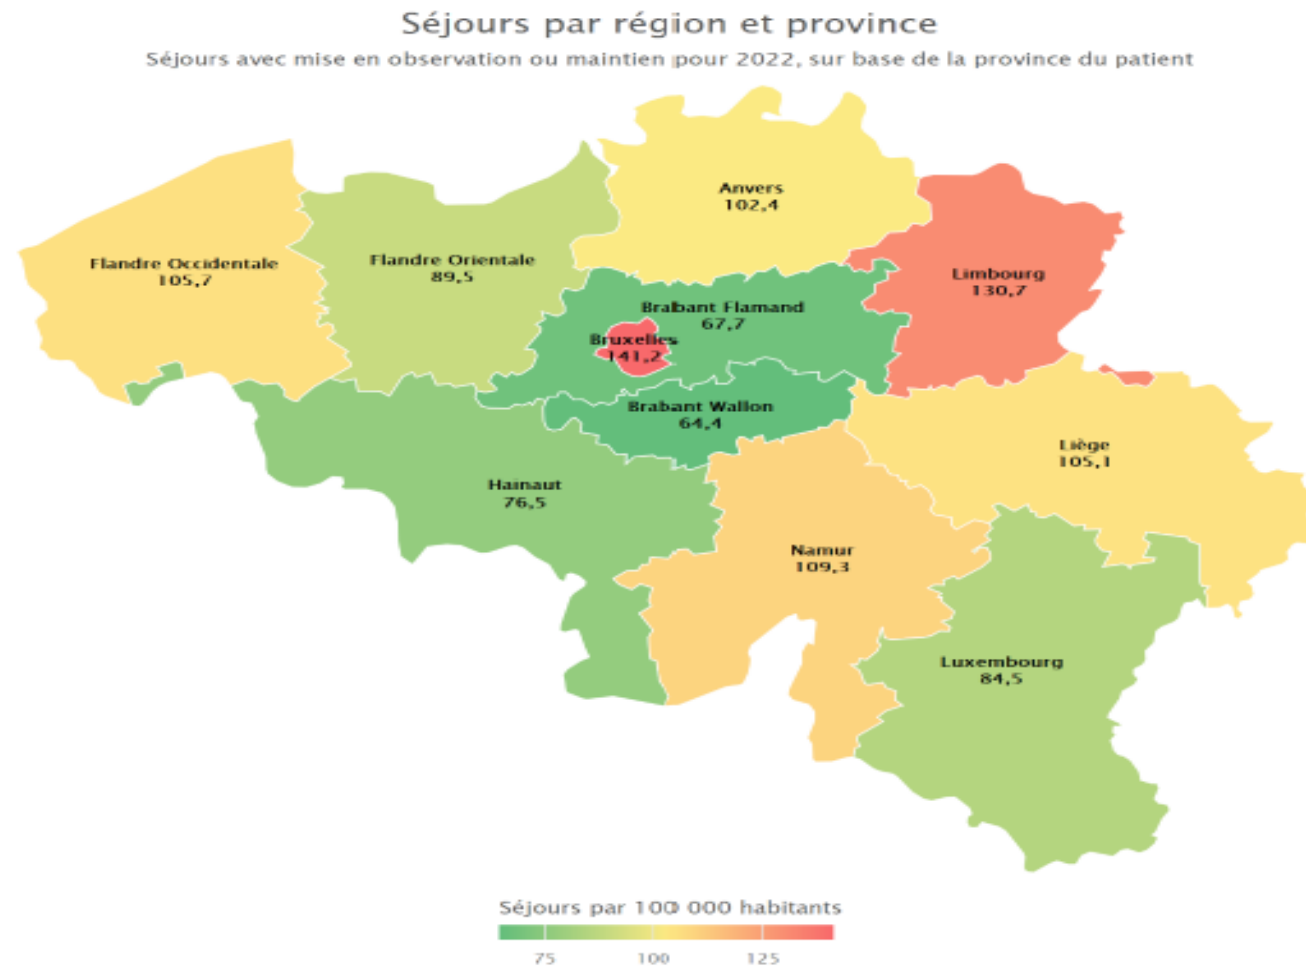 Séjours par région et province
Séjours avec mise en observation ou maintien pour 2022, sur base de la province du patient
Anvers
102,4
Flandre Occidentale
105,7
Flandre Orientale
89,5
Limbourg
130,7
Brabant Flamand
67,7
Bruxelles
141,2
Brabant Wallon
64,4
Liège
105,1
Hainaut
76,5
Namur
109,3
Luxembourg
84,5
Séjours par 100 000 habitants
75 100 125